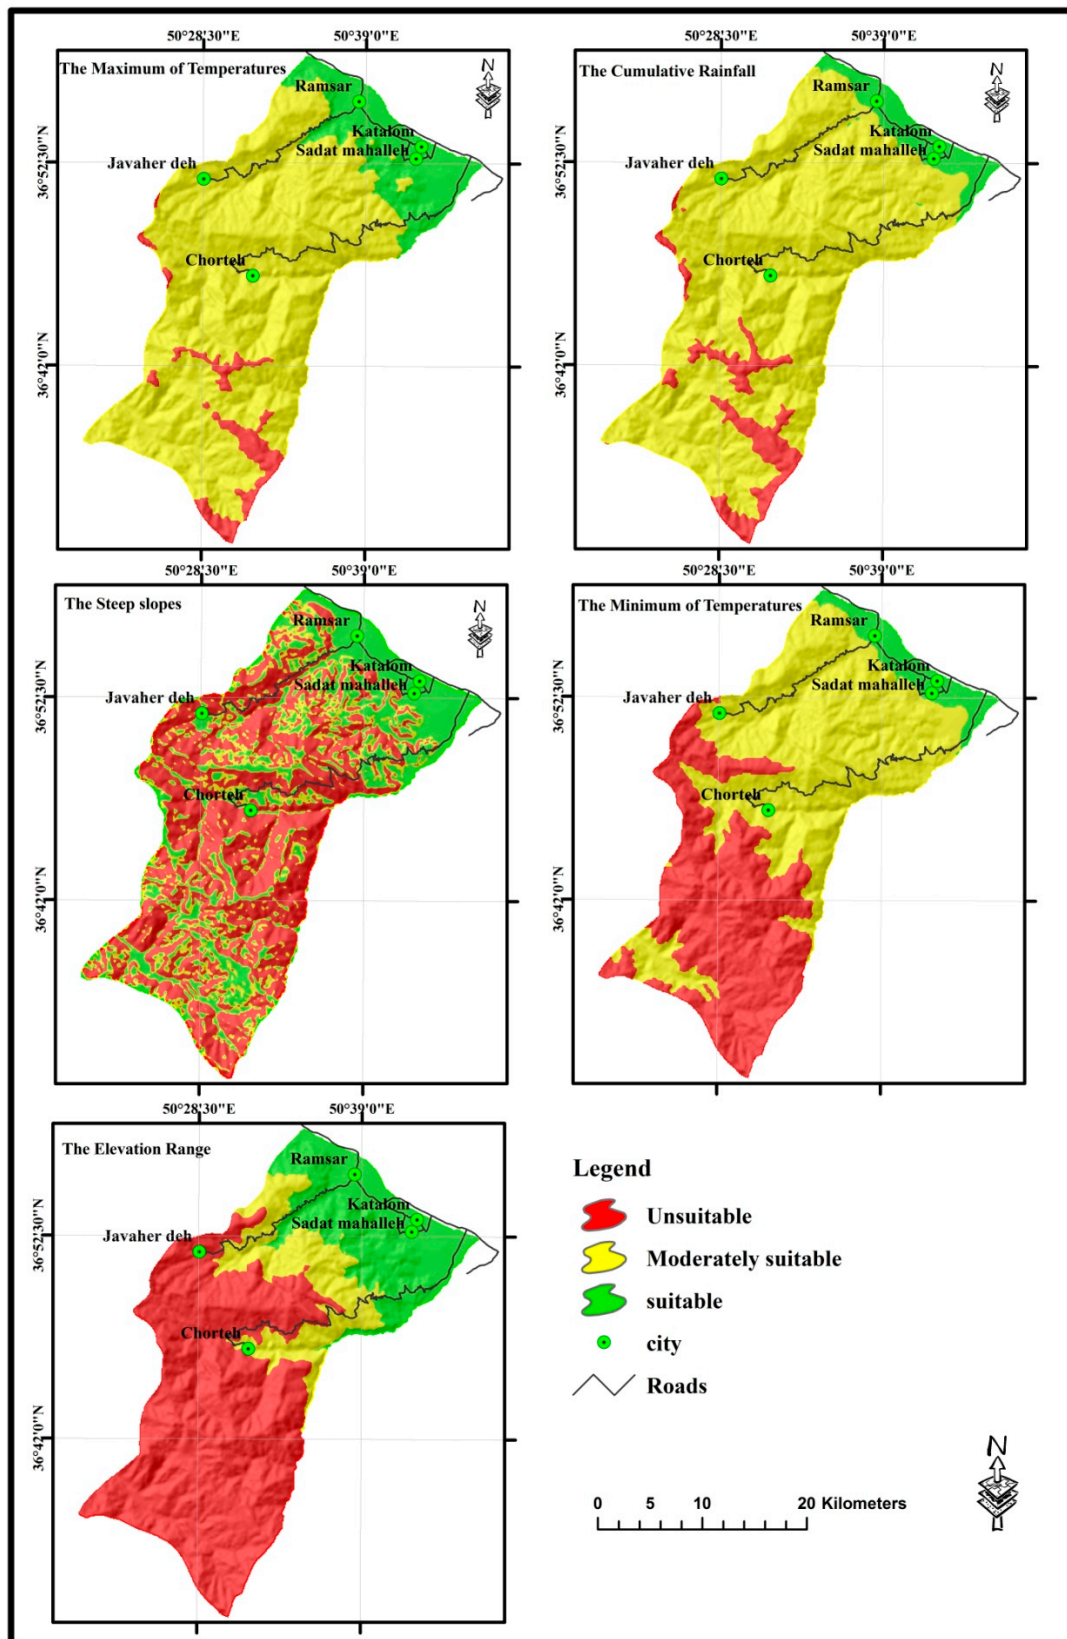 50°28'30"E
50°39'0"E
The Maximum of Temperatures
N
Ramsar
Katalom
Sadat mahalleh
Javaher deh
Chorteh
36°52'30"N
36°42'0"N
50°28'30"E
50°39'0"E
The Cumulative Rainfall
N
Ramsar
Katalom
Sadat mahalleh
Javaher deh
Chorteh
36°52'30"N
36°42'0"N
50°28'30"E
50°39'0"E
The Steep slopes
N
Ramsar
Katalom
Sadat mahalleh
Javaher deh
Chorteh
36°52'30"N
36°42'0"N
50°28'30"E
50°39'0"E
The Minimum of Temperatures
Ramsar
Katalom
Sadat mahalleh
Javaher deh
Chorteh
36°52'30"N
36°42'0"N
50°28'30"E
50°39'0"E
The Elevation Range
Ramsar
Katalom
Sadat mahalleh
Javaher deh
Chorteh
36°52'30"N
36°42'0"N
Legend
Unsuitable
Moderately suitable
suitable
city
Roads
N
0 5 10 20 Kilometers